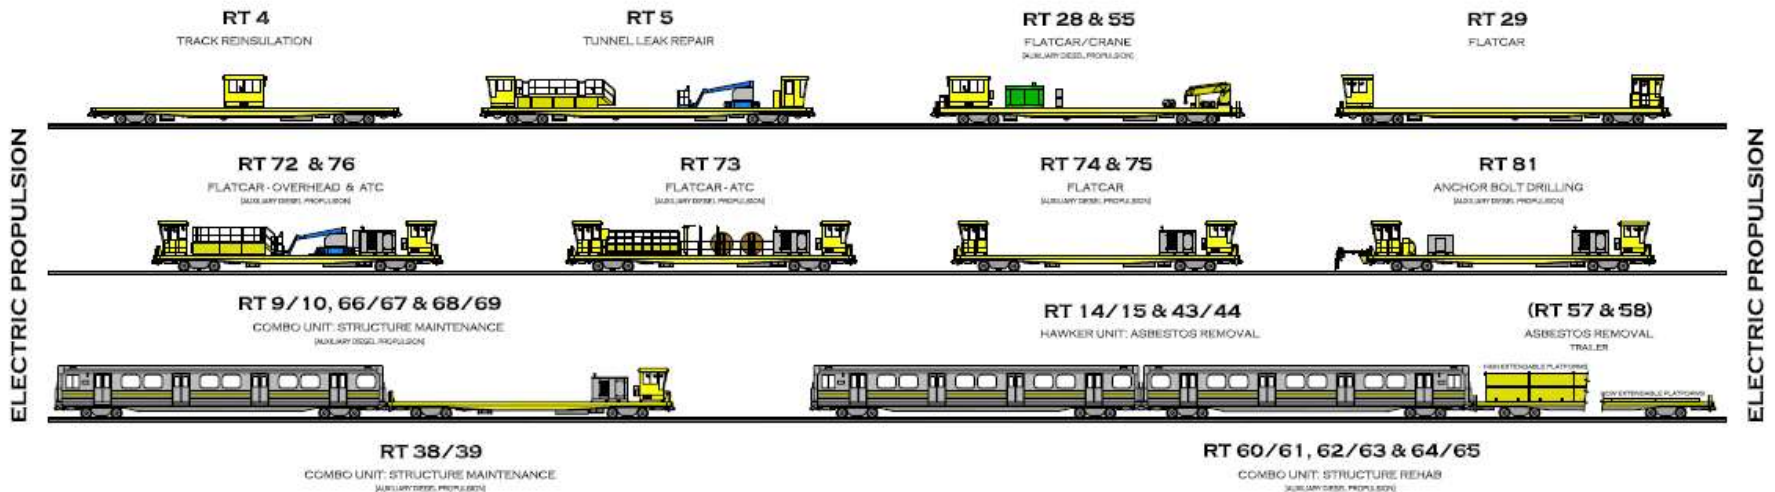 RT 4
TRACK REINSULATION
RT 5
TUNNEL LEAK REPAIR
RT 28 & 55
FLATCAR/CRANE
(AUXILIARY DIESEL PROPULSION)
RT 29
FLATCAR
ELECTRIC PROPULSION
ELECTRIC PROPULSION
RT 72 & 76
FLATCAR - OVERHEAD & ATC
(AUXILIARY DIESEL PROPULSION)
RT 73
FLATCAR - ATC
(AUXILIARY DIESEL PROPULSION)
RT 74 & 75
FLATCAR
(AUXILIARY DIESEL PROPULSION)
RT 81
ANCHOR BOLT DRILLING
(AUXILIARY DIESEL PROPULSION)
RT 9/10, 66/67 & 68/69
COMBO UNIT: STRUCTURE MAINTENANCE
(AUXILIARY DIESEL PROPULSION)
RT 14/15 & 43/44
HAWKER UNIT: ASBESTOS REMOVAL
(RT 57 & 58)
ASBESTOS REMOVAL
TRAILER
HIGH EXTENDABLE PLATFORMS
LOW EXTENDABLE PLATFORMS
RT 38/39
COMBO UNIT: STRUCTURE MAINTENANCE
(AUXILIARY DIESEL PROPULSION)
RT 60/61, 62/63 & 64/65
COMBO UNIT: STRUCTURE REHAB
(AUXILIARY DIESEL PROPULSION)